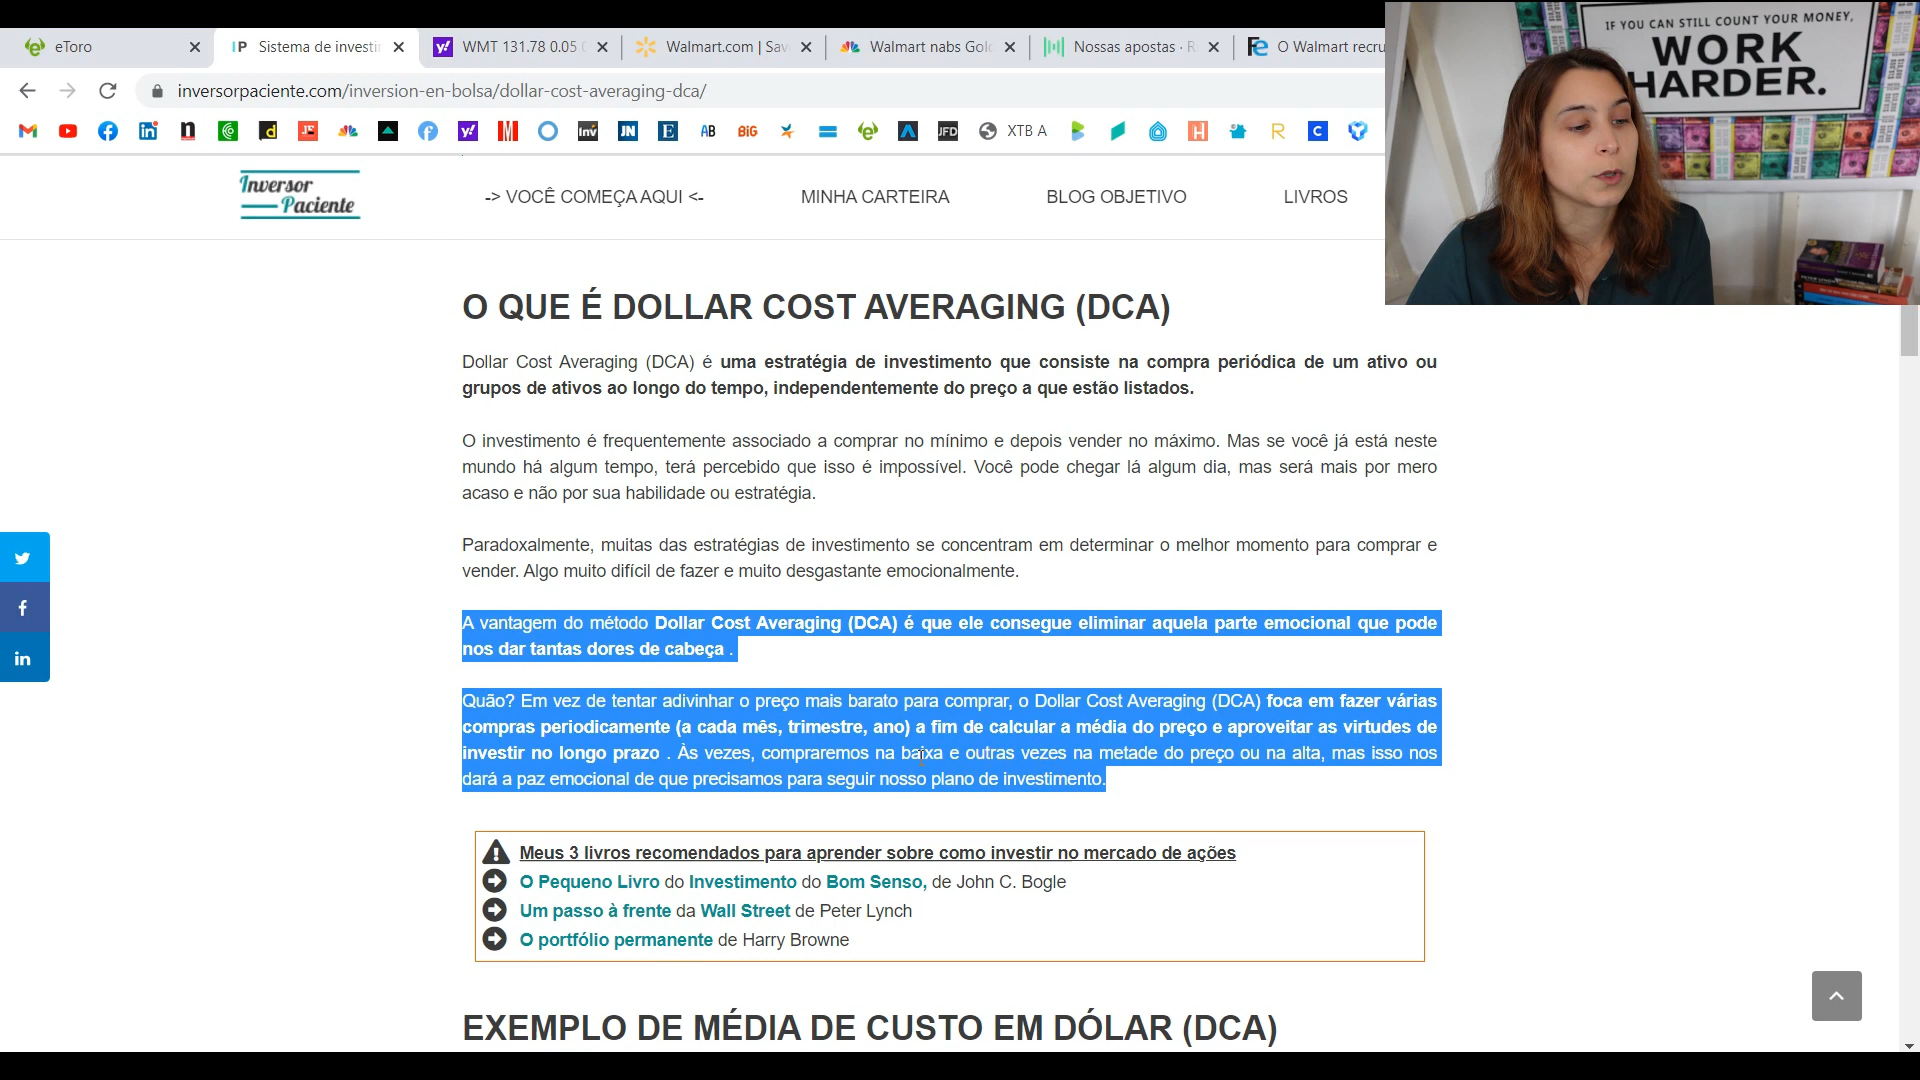 eToro
Sistema de investir
WMT 131.78 0.05
Walmart.com | Sav
Walmart nabs Gol
Nossas apostas · R
O Walmart recru
inversorpaciente.com/inversion-en-bolsa/dollar-cost-averaging-dca/
XTB A
Inversor
Paciente
-> VOCÊ COMEÇA AQUI <-
MINHA CARTEIRA
BLOG OBJETIVO
LIVROS
IF YOU CAN STILL COUNT YOUR MONEY,
WORK
HARDER.
O QUE É DOLLAR COST AVERAGING (DCA)
Dollar Cost Averaging (DCA) é uma estratégia de investimento que consiste na compra periódica de um ativo ou
grupos de ativos ao longo do tempo, independentemente do preço a que estão listados.
O investimento é frequentemente associado a comprar no mínimo e depois vender no máximo. Mas se você já está neste
mundo há algum tempo, terá percebido que isso é impossível. Você pode chegar lá algum dia, mas será mais por mero
acaso e não por sua habilidade ou estratégia.
Paradoxalmente, muitas das estratégias de investimento se concentram em determinar o melhor momento para comprar e
vender. Algo muito difícil de fazer e muito desgastante emocionalmente.
A vantagem do método Dollar Cost Averaging (DCA) é que ele consegue eliminar aquela parte emocional que pode
nos dar tantas dores de cabeça .
Quão? Em vez de tentar adivinhar o preço mais barato para comprar, o Dollar Cost Averaging (DCA) foca em fazer várias
compras periodicamente (a cada mês, trimestre, ano) a fim de calcular a média do preço e aproveitar as virtudes de
investir no longo prazo . Às vezes, compraremos na baixa e outras vezes na metade do preço ou na alta, mas isso nos
dará a paz emocional de que precisamos para seguir nosso plano de investimento.
Meus 3 livros recomendados para aprender sobre como investir no mercado de ações
O Pequeno Livro do Investimento do Bom Senso, de John C. Bogle
Um passo à frente da Wall Street de Peter Lynch
O portfólio permanente de Harry Browne
EXEMPLO DE MÉDIA DE CUSTO EM DÓLAR (DCA)